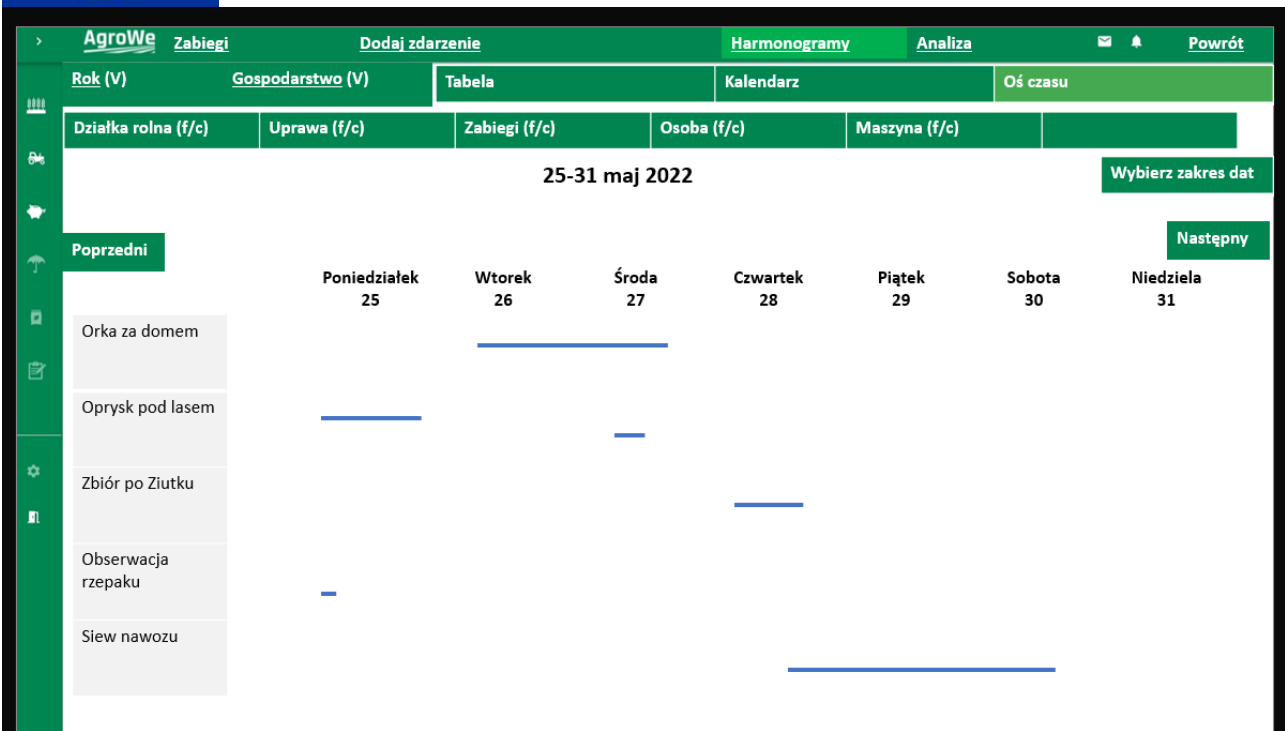 AgroWe Zabiegi Dodaj zdarzenie Harmonogramy Analiza Powrót
Rok (V) Gospodarstwo (V) Tabela Kalendarz Oś czasu
Działka rolna (f/c) Uprawa (f/c) Zabiegi (f/c) Osoba (f/c) Maszyna (f/c)
25-31 maj 2022 Wybierz zakres dat
Następny
Poprzedni
Poniedziałek Wtorek Środa Czwartek Piątek Sobota Niedziela
25 26 27 28 29 30 31
Orka za domem
Oprysk pod lasem
Zbiór po Ziutku
Obserwacja
rzepaku
Siew nawozu